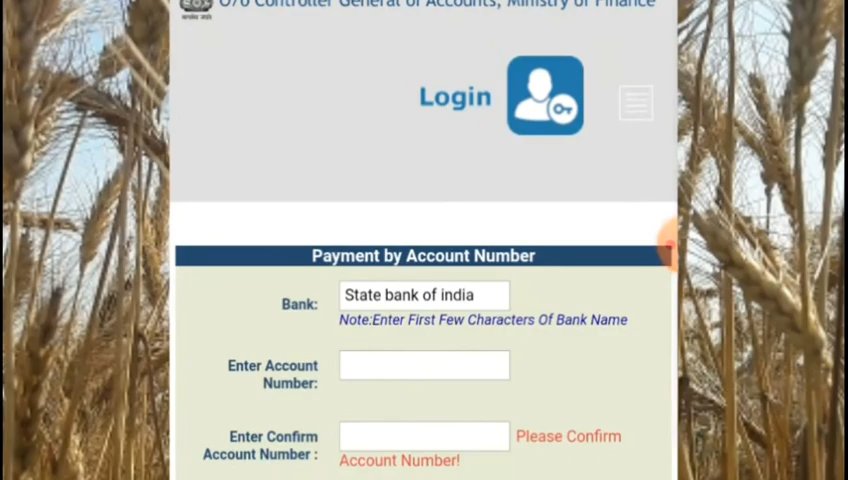 O/o Controller General of Accounts, Ministry of Finance
Login
Payment by Account Number
Bank: State bank of india
Note:Enter First Few Characters Of Bank Name
Enter Account
Number:
Enter Confirm Please Confirm
Account Number : Account Number!